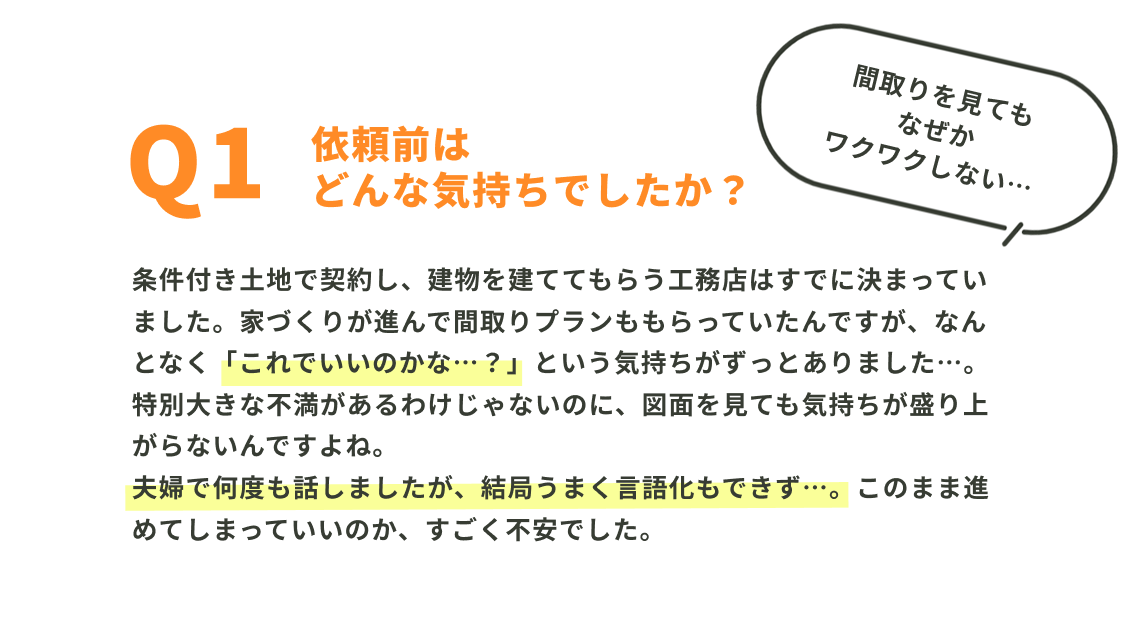 間取りを見ても
なぜか
ワクワクしない…
Q1
依頼前は
どんな気持ちでしたか？
条件付き土地で契約し、建物を建ててもらう工務店はすでに決まってい
ました。家づくりが進んで間取りプランももらっていたんですが、なん
となく「これでいいのかな…？」という気持ちがずっとありました…。
特別大きな不満があるわけじゃないのに、図面を見ても気持ちが盛り上
がらないんですよね。
夫婦で何度も話しましたが、結局うまく言語化もできず…。このまま進
めてしまっていいのか、すごく不安でした。